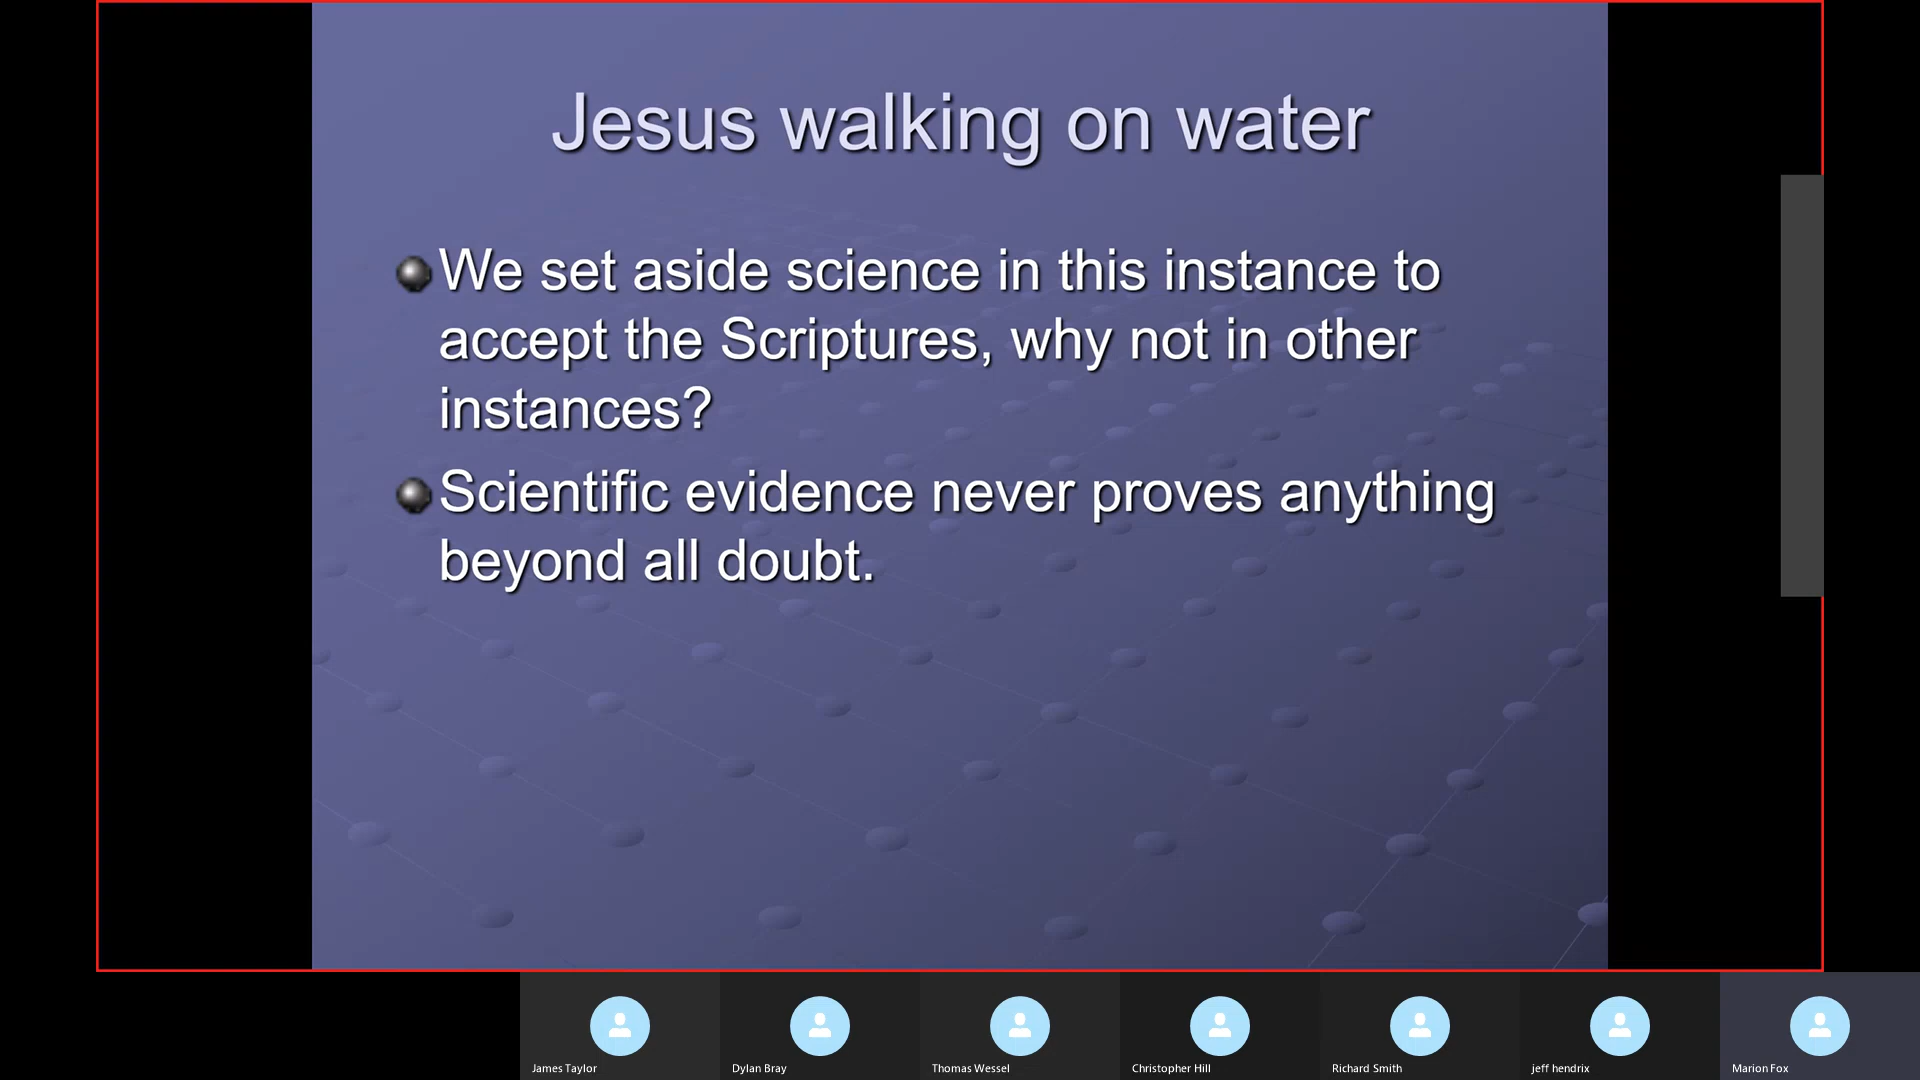 Jesus walking on water
We set aside science in this instance to
accept the Scriptures, why not in other
instances?
Scientific evidence never proves anything
beyond all doubt.
James Taylor
Dylan Bray
Thomas Wessel
Christopher Hill
Richard Smith
jeff hendrix
Marion Fox